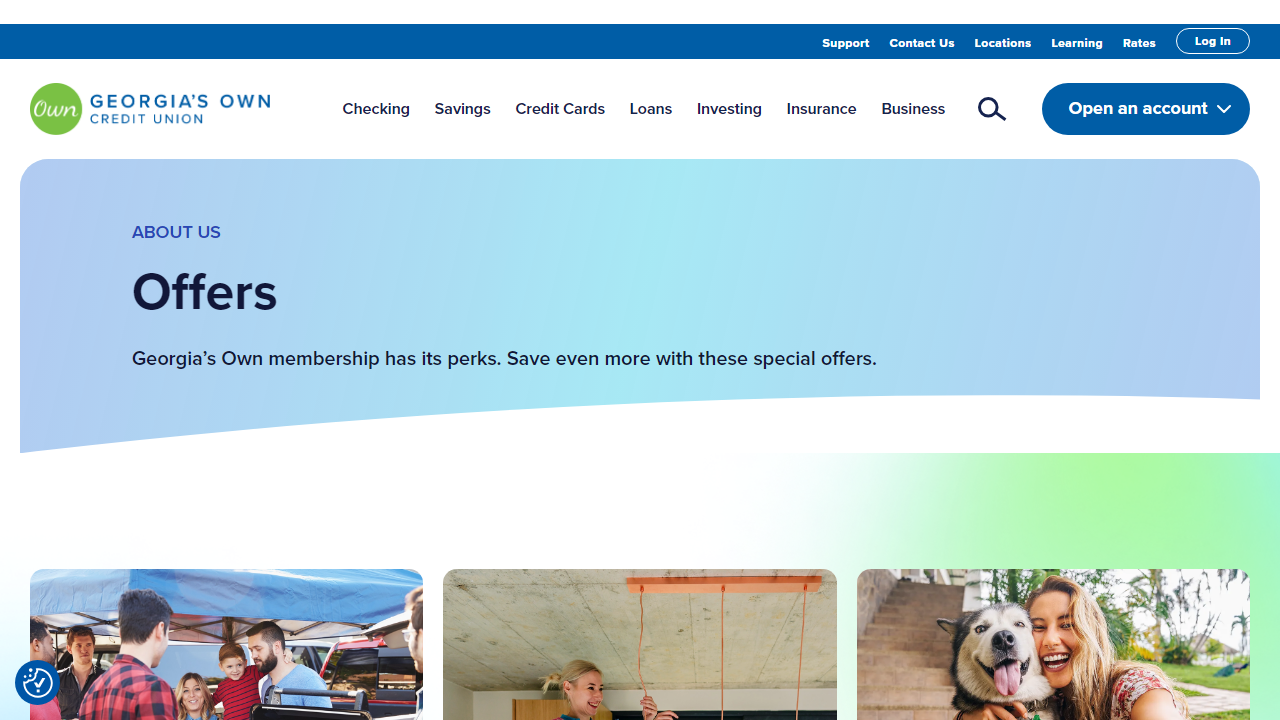 Support Contact Us Locations Learning Rates Log In
Own GEORGIA'S OWN
CREDIT UNION
Checking Savings Credit Cards Loans Investing Insurance Business Open an account
ABOUT US
Offers
Georgia’s Own membership has its perks. Save even more with these special offers.